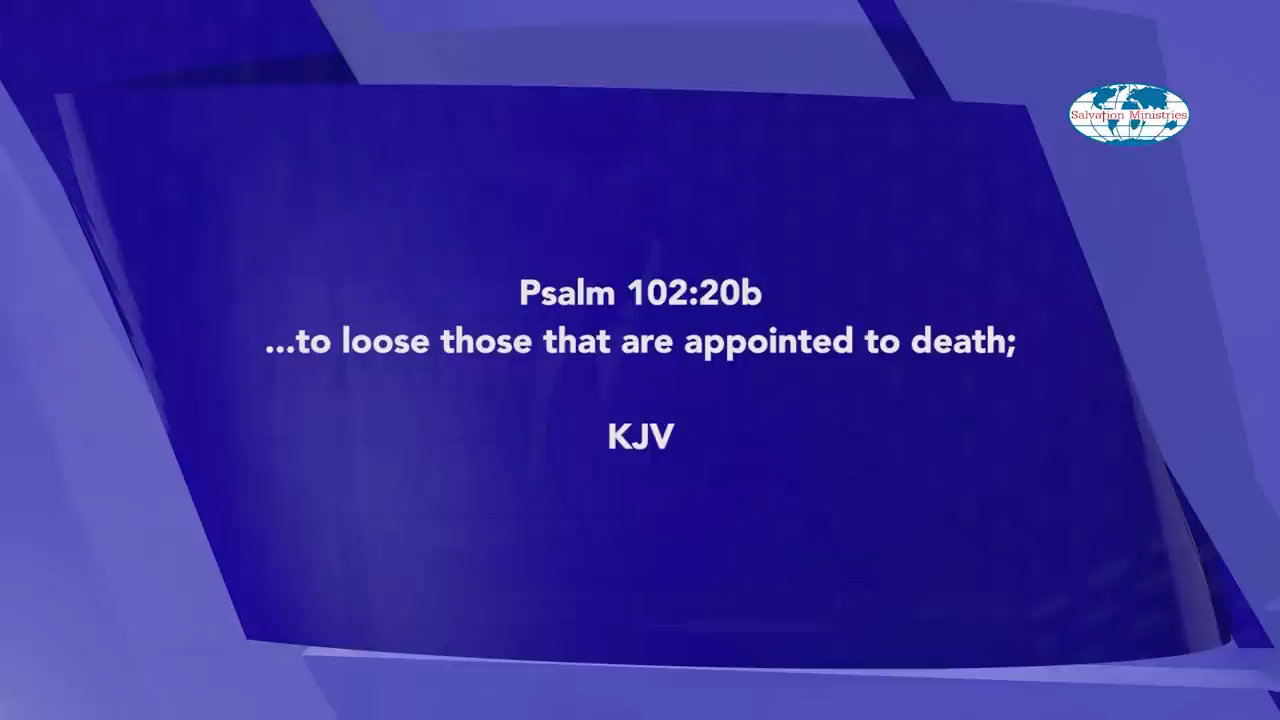 Salvation Ministries
Psalm 102:20b
...to loose those that are appointed to death;
KJV